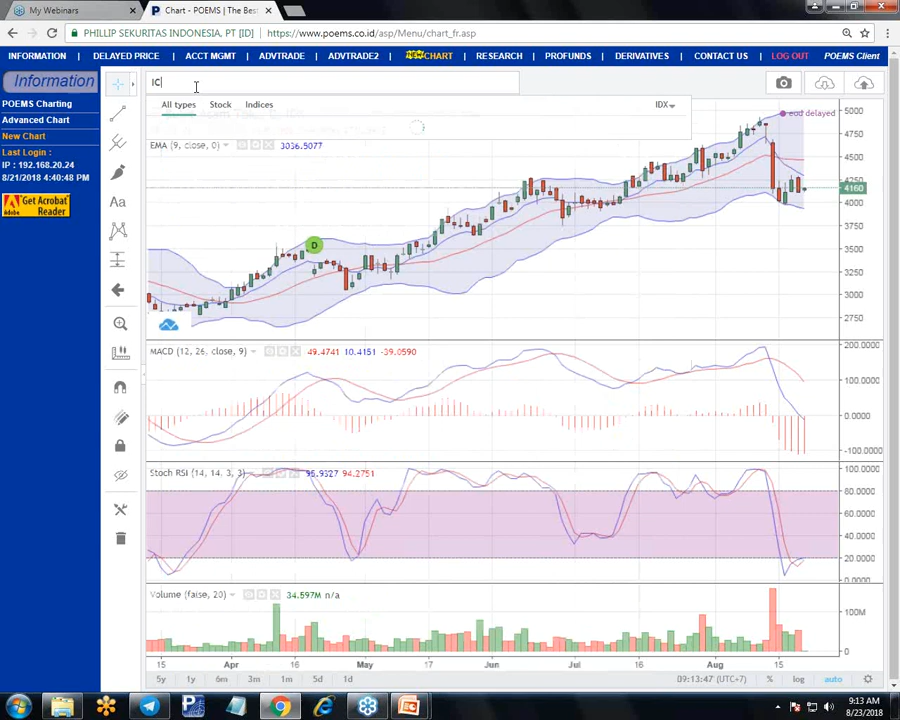 My Webinars
Chart - POEMS | The Bes
PHILLIP SEKURITAS INDONESIA, PT [ID]
https://www.poems.co.id/asp/Menu/chart_fr.asp
INFORMATION DELAYED PRICE ACCT MGMT ADVTRADE ADVTRADE2 NEW CHART RESEARCH PROFUNDS DERIVATIVES CONTACT US LOG OUT POEMS Client
Information
POEMS Charting
Advanced Chart
New Chart
Last Login :
IP : 192.168.20.24
8/21/2018 4:40:48 PM
Get Acrobat
Reader
Adobe
Aa
IC
All types Stock Indices IDX
eod delayed
EMA (9, close, 0) 3036.5077
D
5000
4750
4500
4160
4000
3750
3500
3250
3000
2750
MACD (12, 26, close, 9) 49.4741 10.4151 -39.0590
200.0000
100.0000
0.0000
-100.0000
Stoch RSI (14, 14, 3, 3) 94.2751
100.0000
80.0000
60.0000
40.0000
20.0000
0.0000
Volume (false, 20) 34.597M n/a
100M
0
15 Apr 16 May 17 Jun Jul 16 Aug 15
5y 1y 6m 3m 1m 5d 1d
09:13:47 (UTC+7) % log auto
9:13 AM
8/23/2018